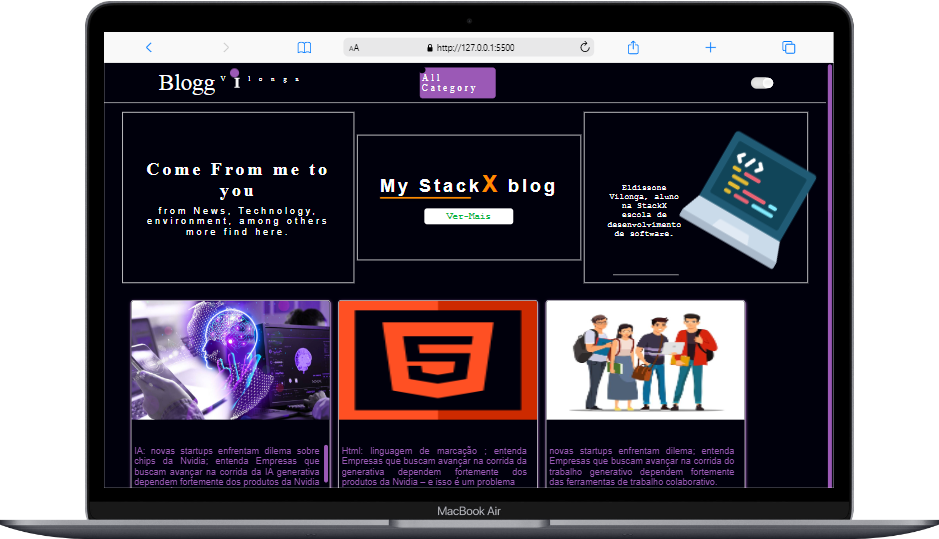 AA
http://127.0.0.1:5500
Blogg Vilonga
All
Category
Come From me to
you
from News, Technology,
environment, among others
more find here.
My StackX blog
Ver-Mais
Eldissone
Vilonga, aluno
na StackX
escola de
desenvolvimento
de software.
IA: novas startups enfrentam dilema sobre
chips da Nvidia; entenda Empresas que
buscam avançar na corrida da IA generativa
dependem fortemente dos produtos da Nvidia
Html: linguagem de marcação ; entenda
Empresas que buscam avançar na corrida da
generativa dependem fortemente dos
produtos da Nvidia – e isso é um problema
novas startups enfrentam dilema; entenda
Empresas que buscam avançar na corrida do
trabalho generativo dependem fortemente
das ferramentas de trabalho colaborativo.
MacBook Air